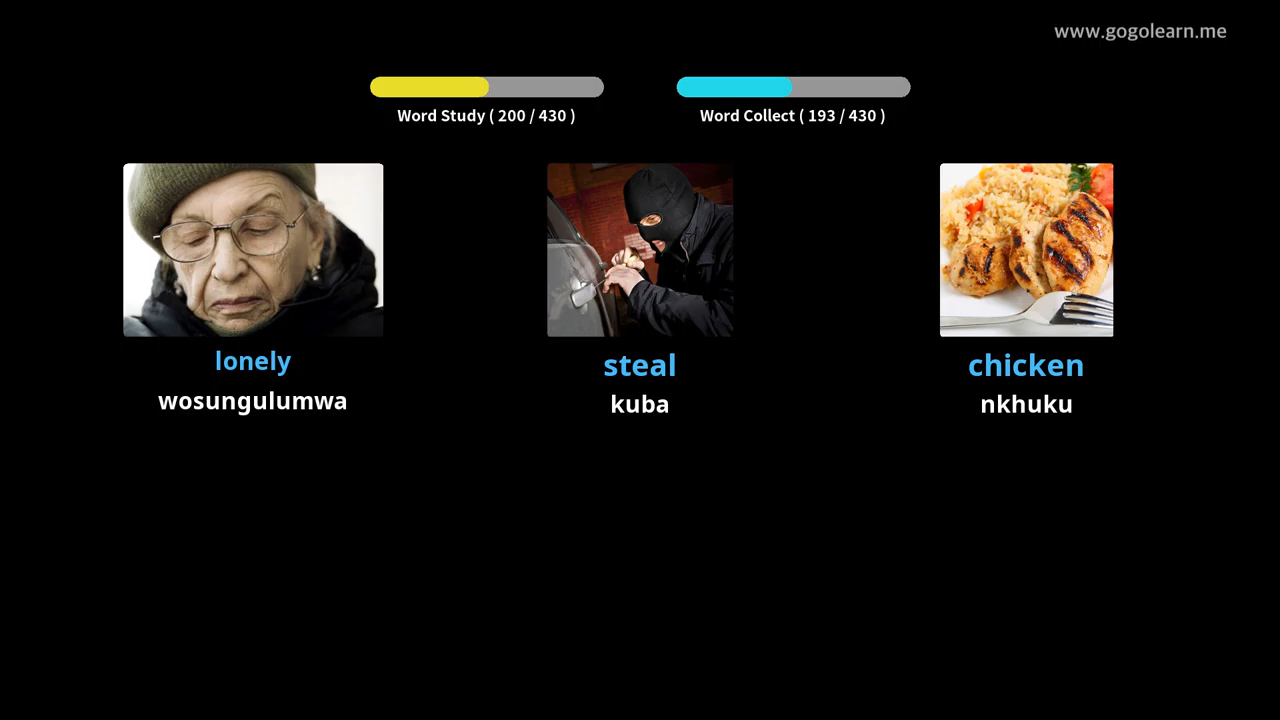 www.gogolearn.me
Word Study ( 200 / 430 )
Word Collect ( 193 / 430 )
lonely
wosungulumwa
steal
kuba
chicken
nkhuku